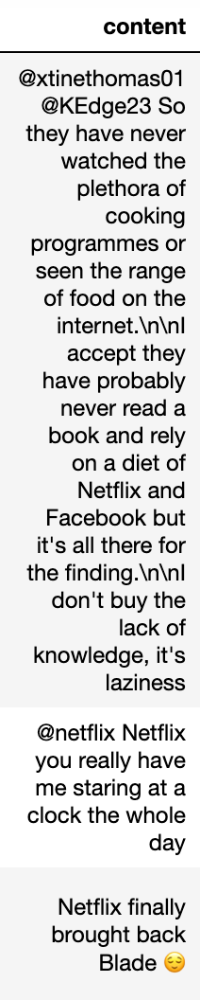 content
@xtinethomas01
@KEdge23 So
they have never
watched the
plethora of
cooking
programmes or
seen the range
of food on the
internet.\n\nI
accept they
have probably
never read a
book and rely
on a diet of
Netflix and
Facebook but
it's all there for
the finding.\n\nI
don't buy the
lack of
knowledge, it's
laziness
@netflix Netflix
you really have
me staring at a
clock the whole
day
Netflix finally
brought back
Blade 😌